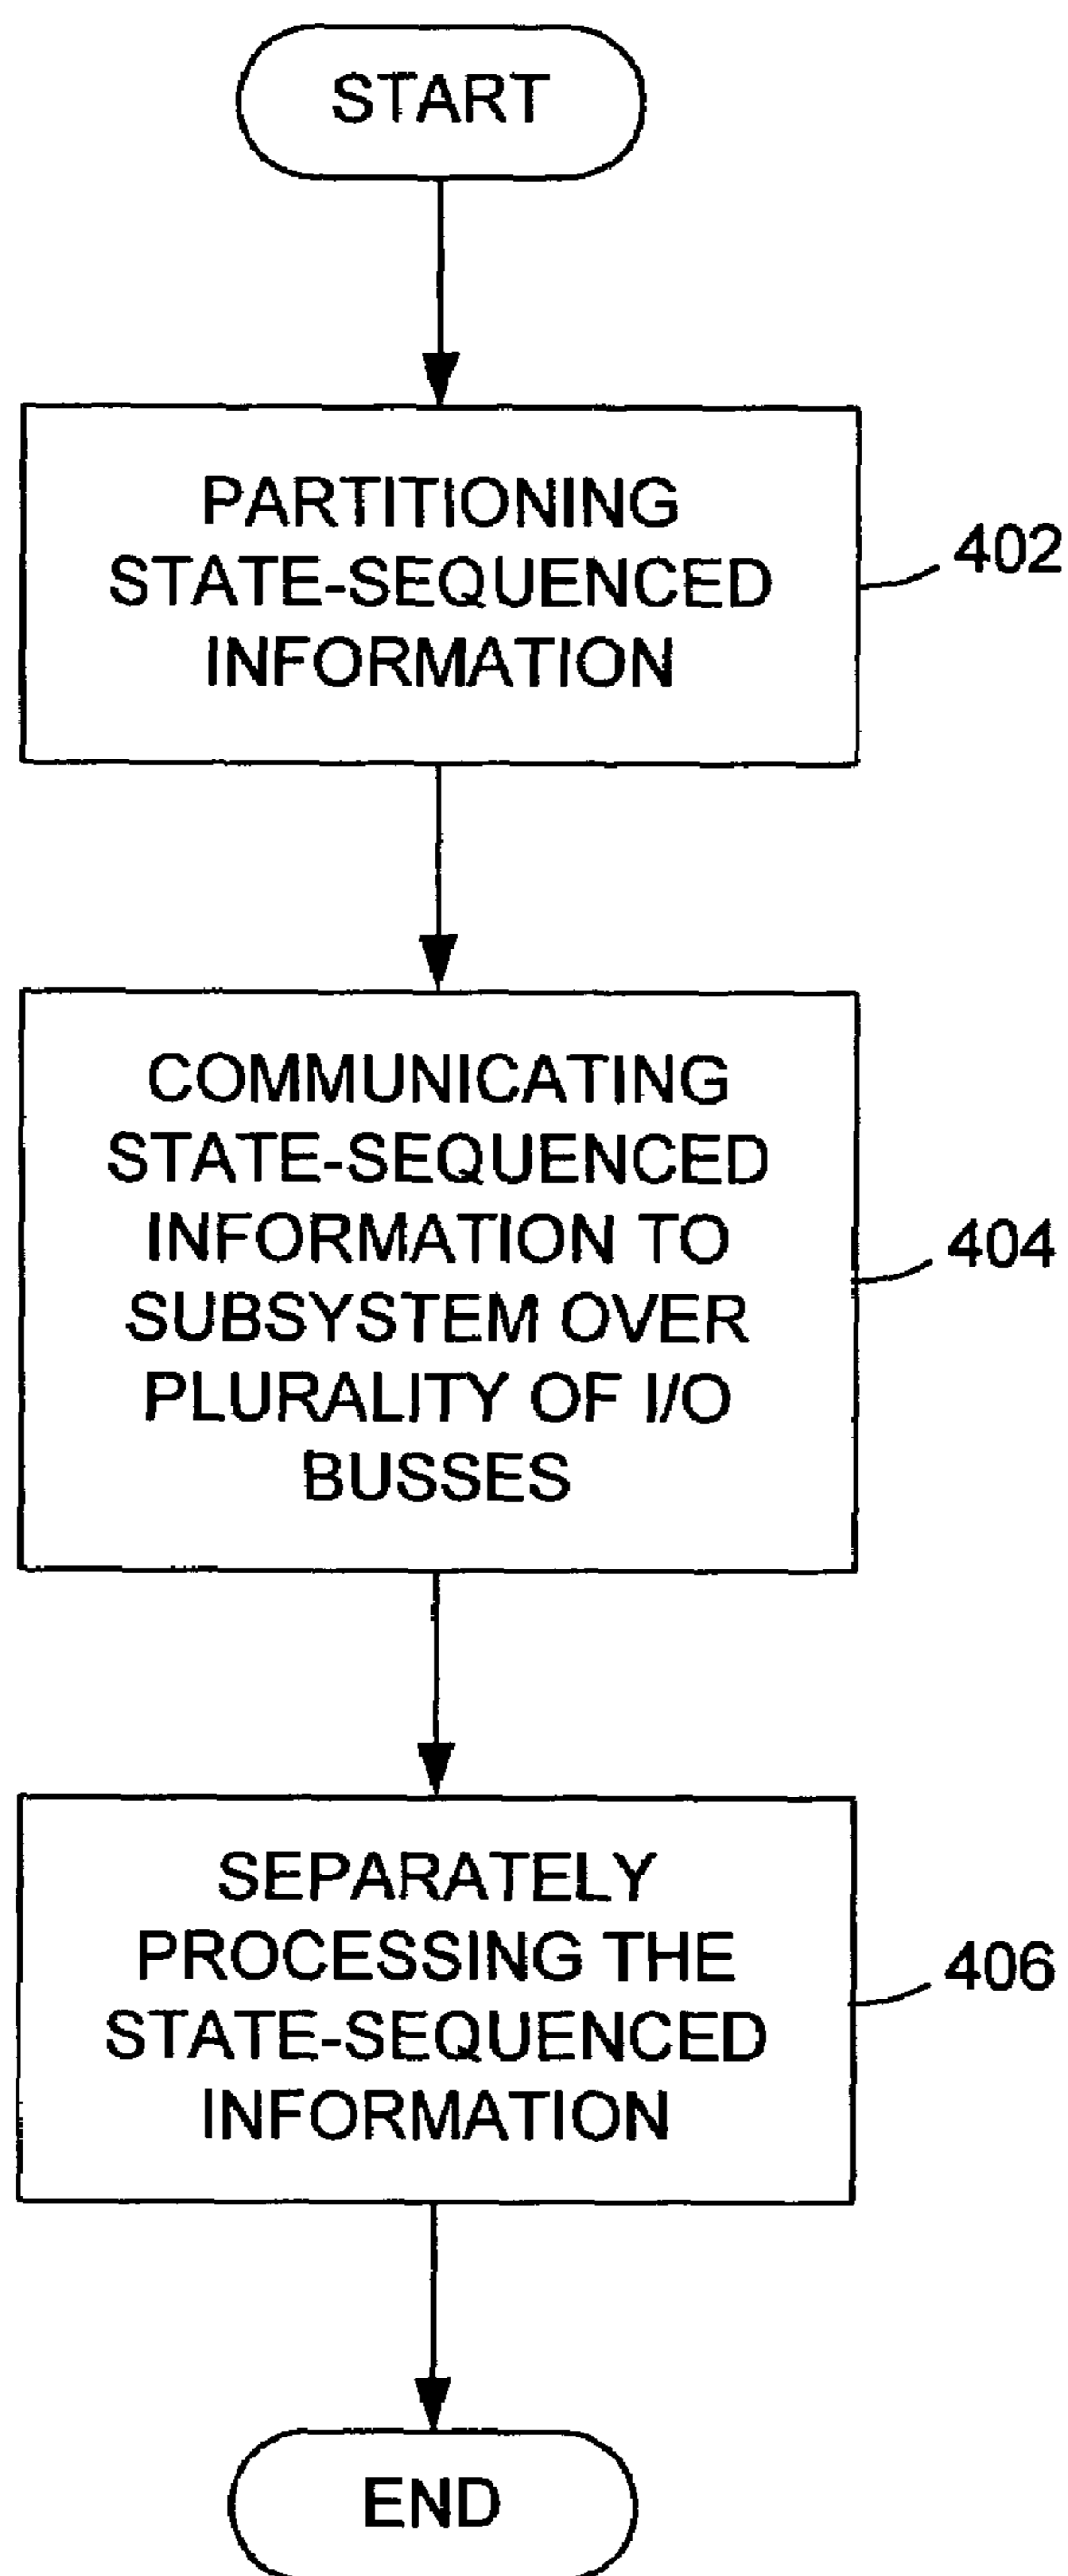 START
PARTITIONING
STATE-SEQUENCED
INFORMATION
402
COMMUNICATING
STATE-SEQUENCED
INFORMATION TO
SUBSYSTEM OVER
PLURALITY OF I/O
BUSSES
404
SEPARATELY
PROCESSING THE
STATE-SEQUENCED
INFORMATION
406
END